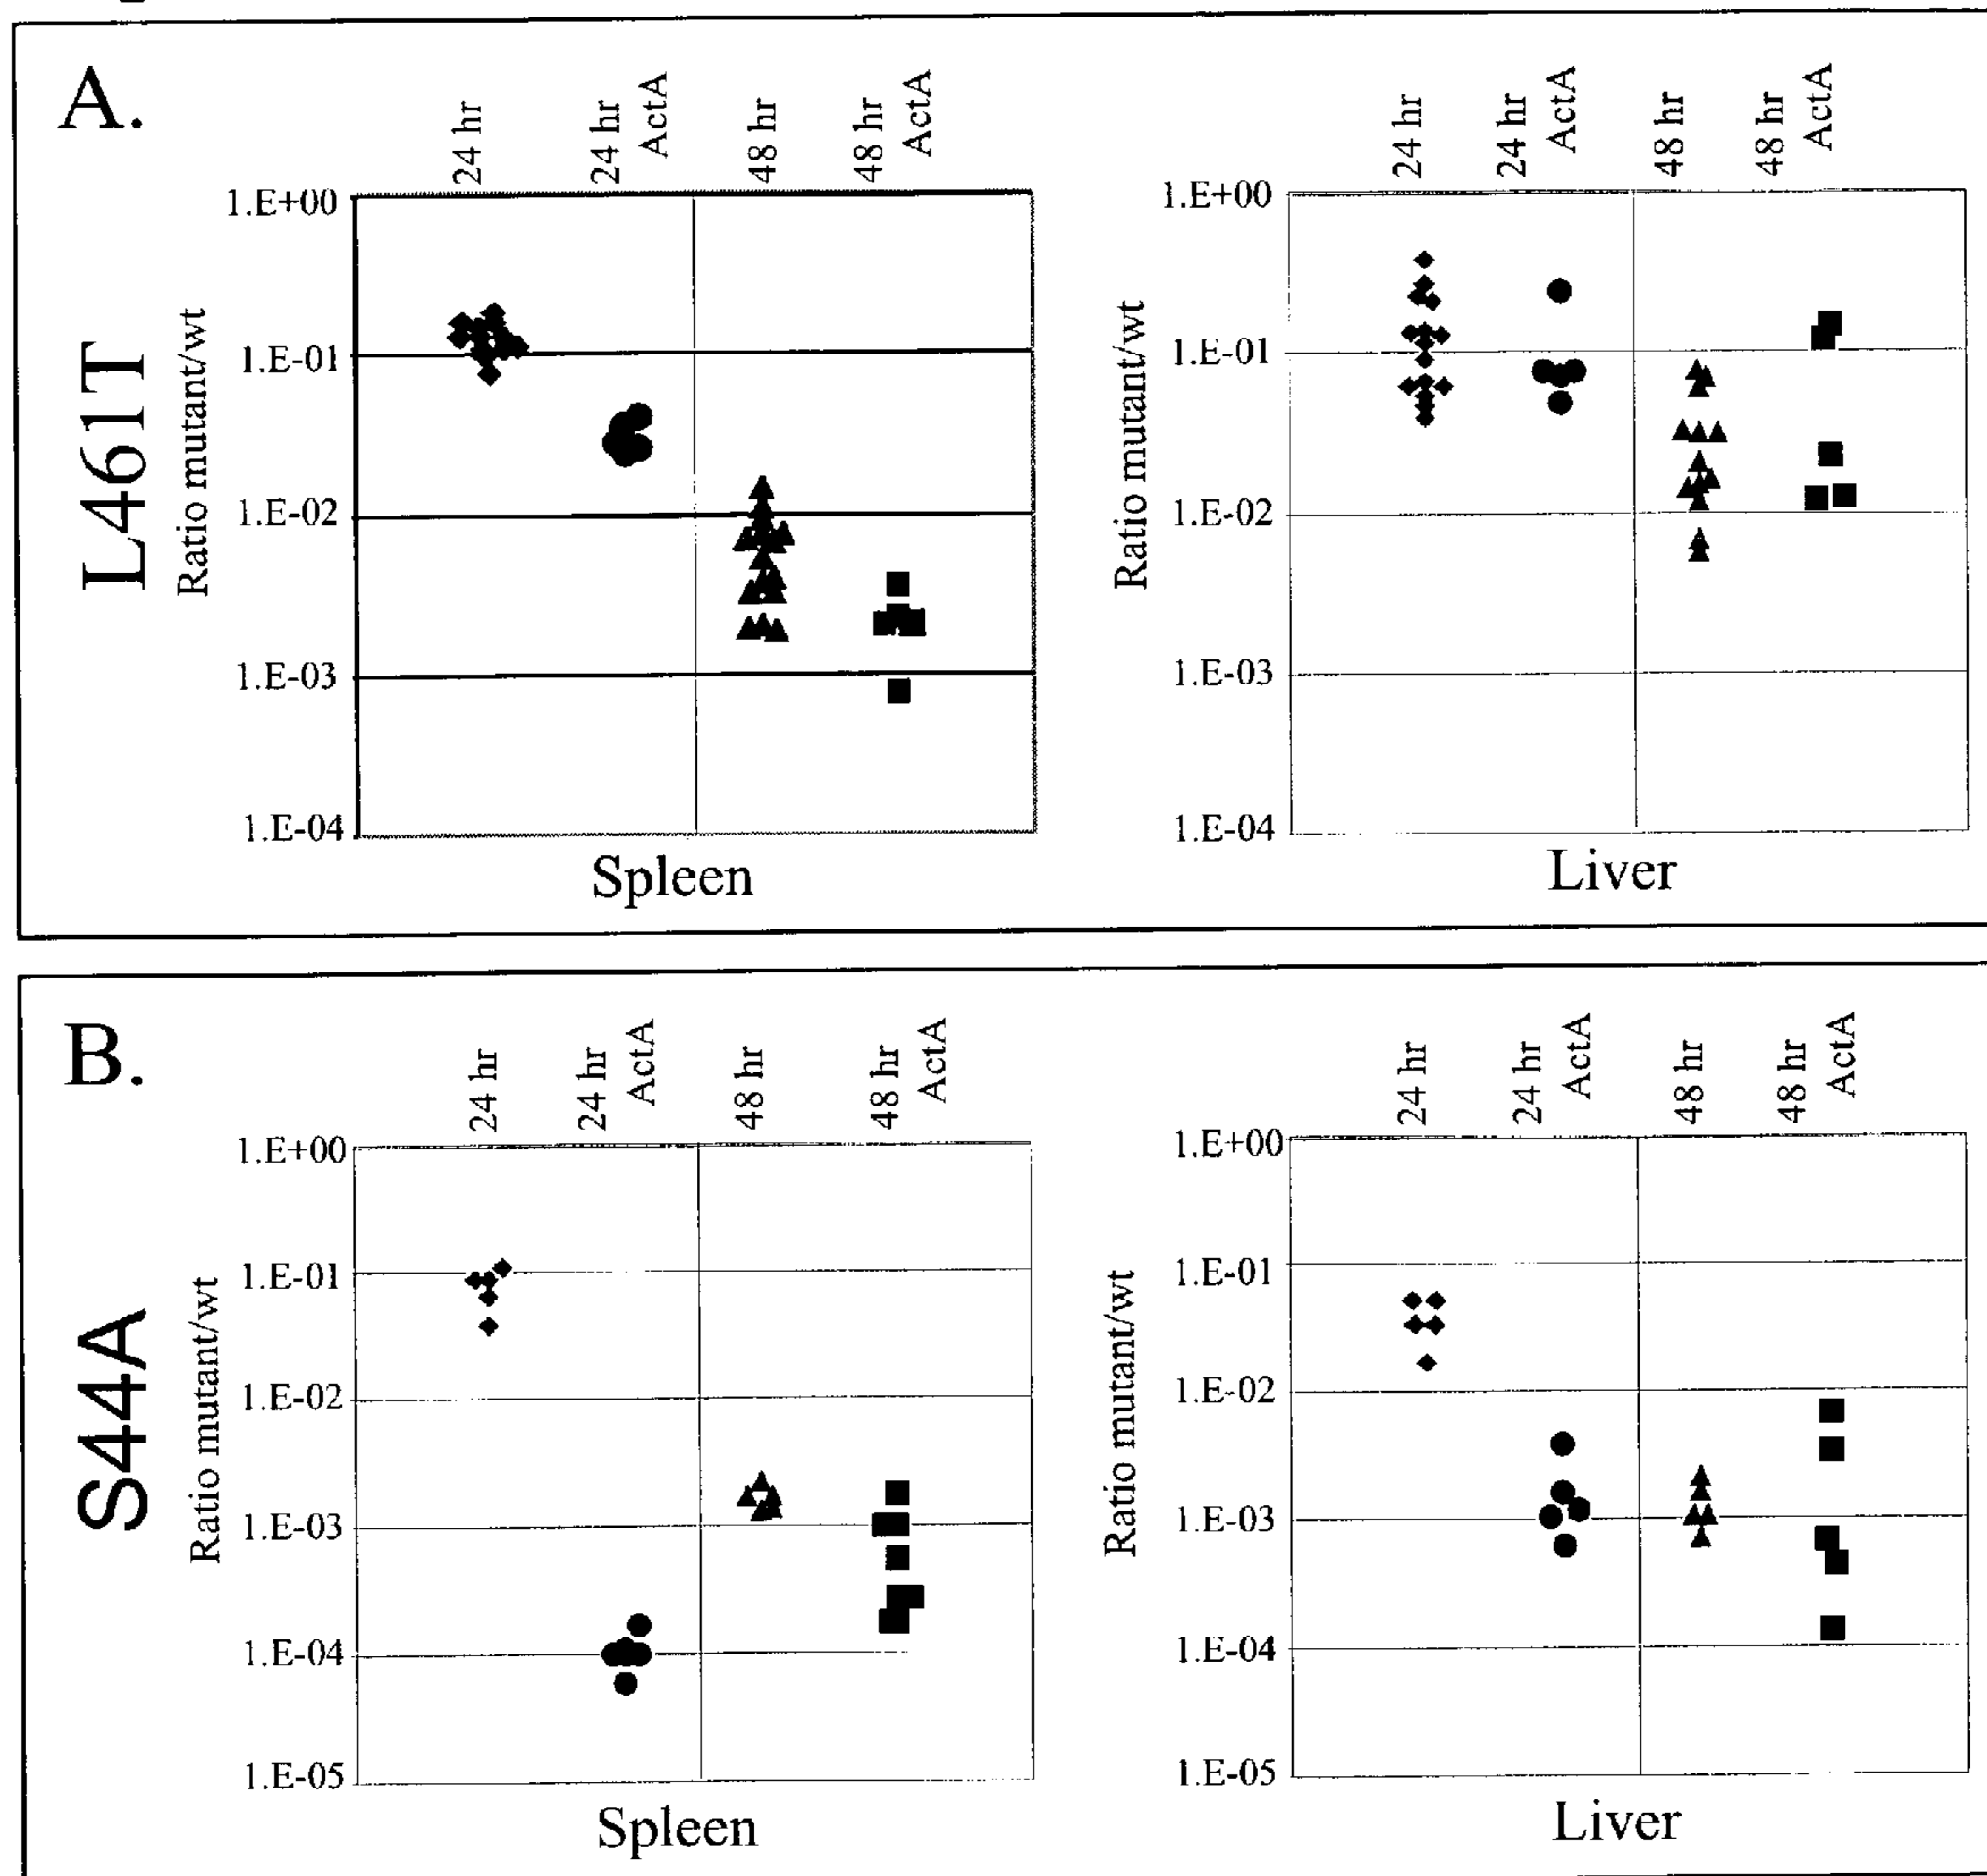 A.
L461T
24 hr
24 hr
ActA
48 hr
48 hr
ActA
Ratio mutant/wt
1.E+00
1.E-01
1.E-02
1.E-03
1.E-04
Spleen
24 hr
24 hr
ActA
48 hr
48 hr
ActA
Ratio mutant/wt
1.E+00
1.E-01
1.E-02
1.E-03
1.E-04
Liver
B.
S44A
24 hr
24 hr
ActA
48 hr
48 hr
ActA
Ratio mutant/wt
1.E+00
1.E-01
1.E-02
1.E-03
1.E-04
1.E-05
Spleen
24 hr
24 hr
ActA
48 hr
48 hr
ActA
Ratio mutant/wt
1.E+00
1.E-01
1.E-02
1.E-03
1.E-04
1.E-05
Liver